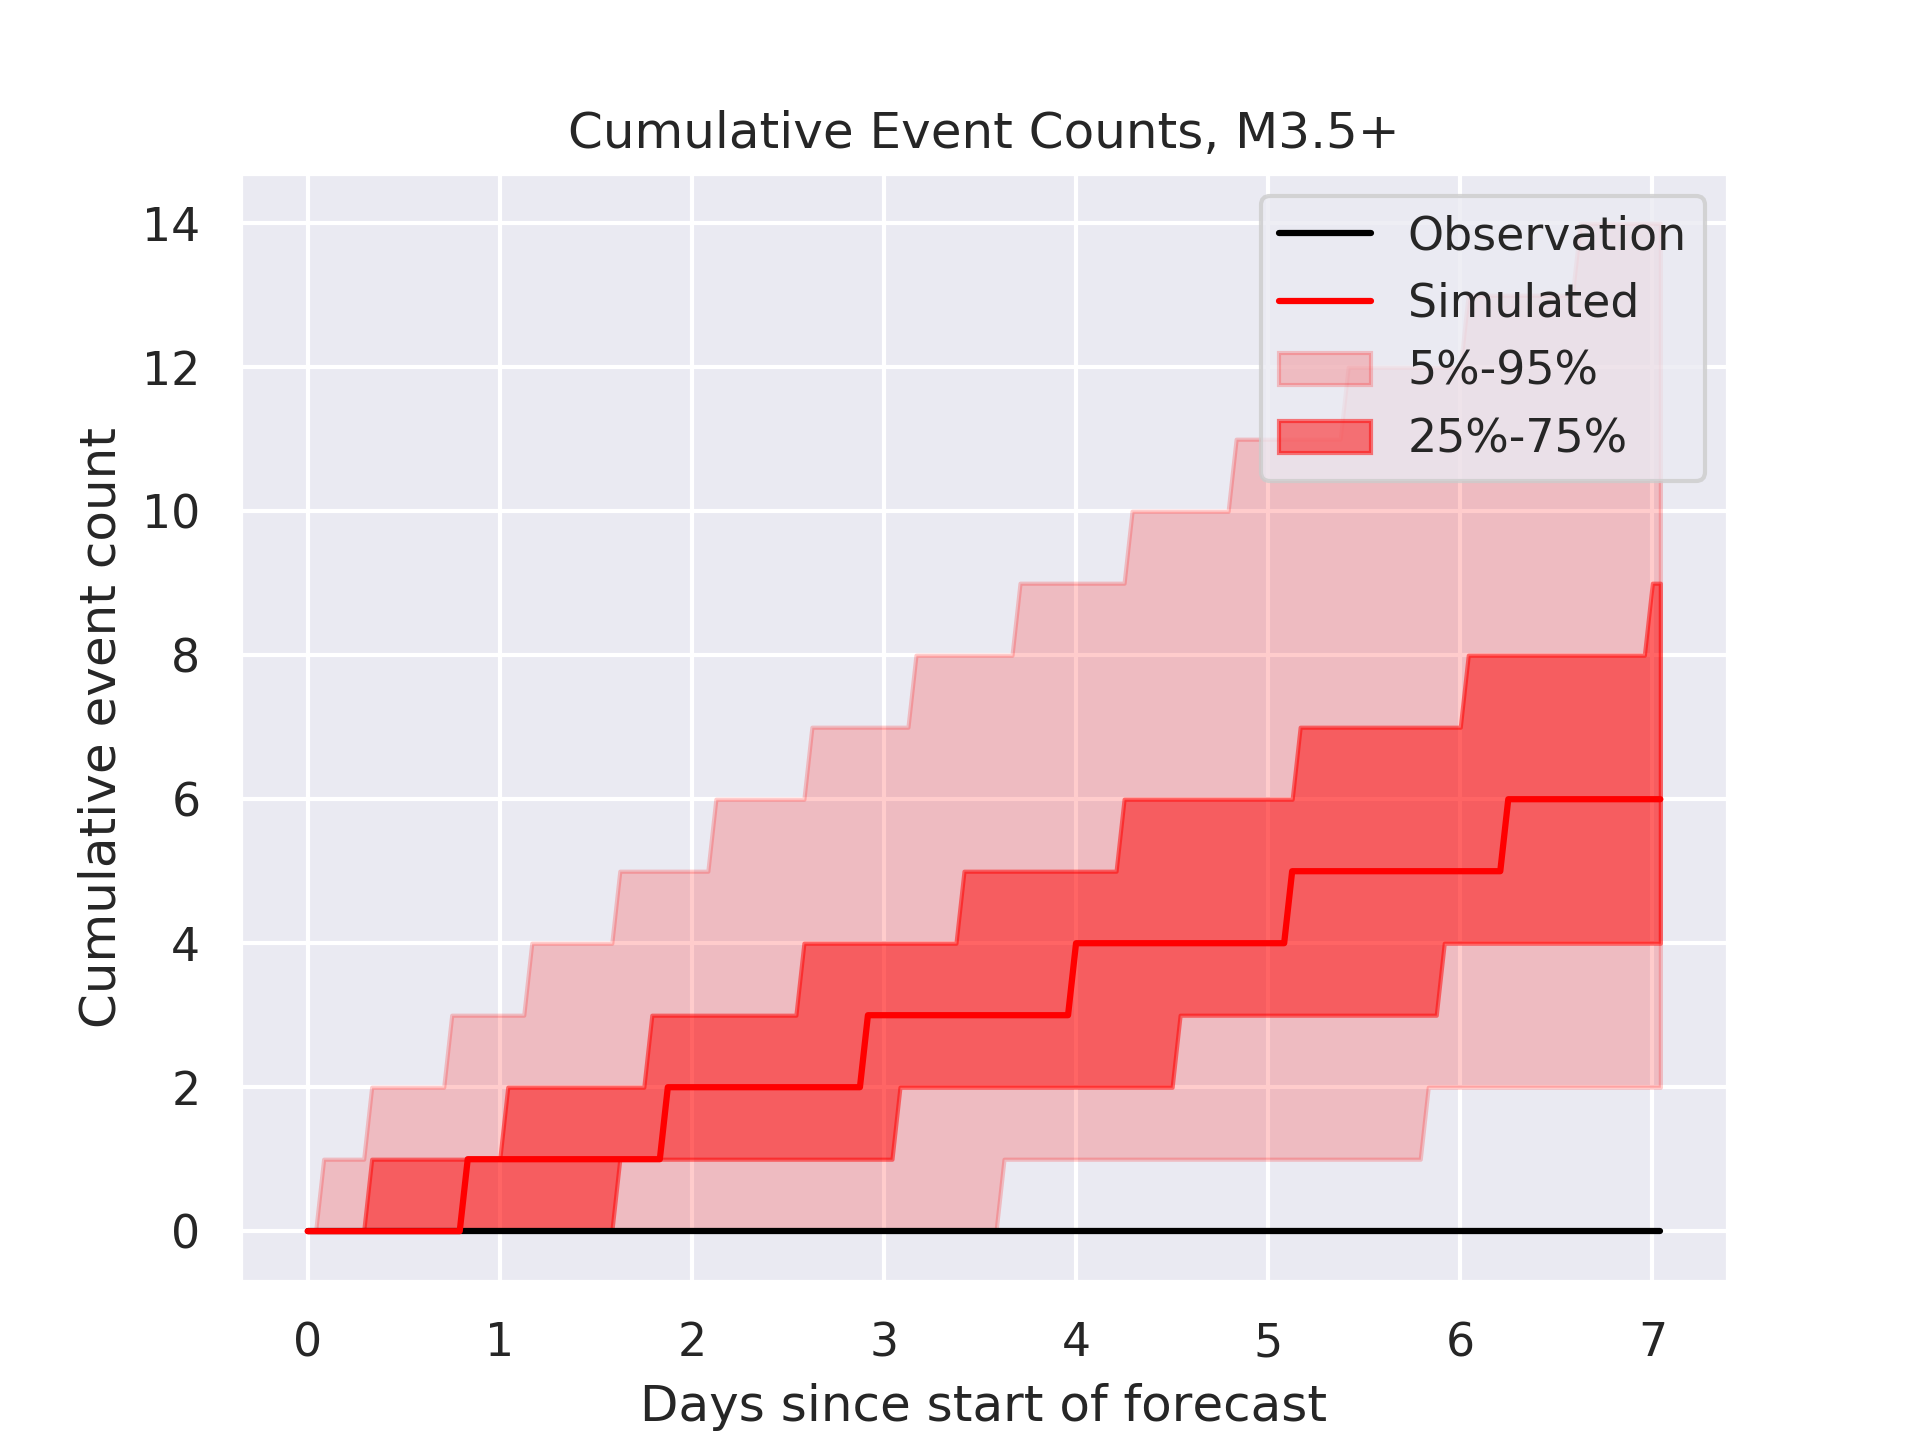 Cumulative Event Counts, M3.5+
Observation
Simulated
5%-95%
25%-75%
14
12
10
8
6
4
2
0
Cumulative event count
0 1 2 3 4 5 6 7
Days since start of forecast